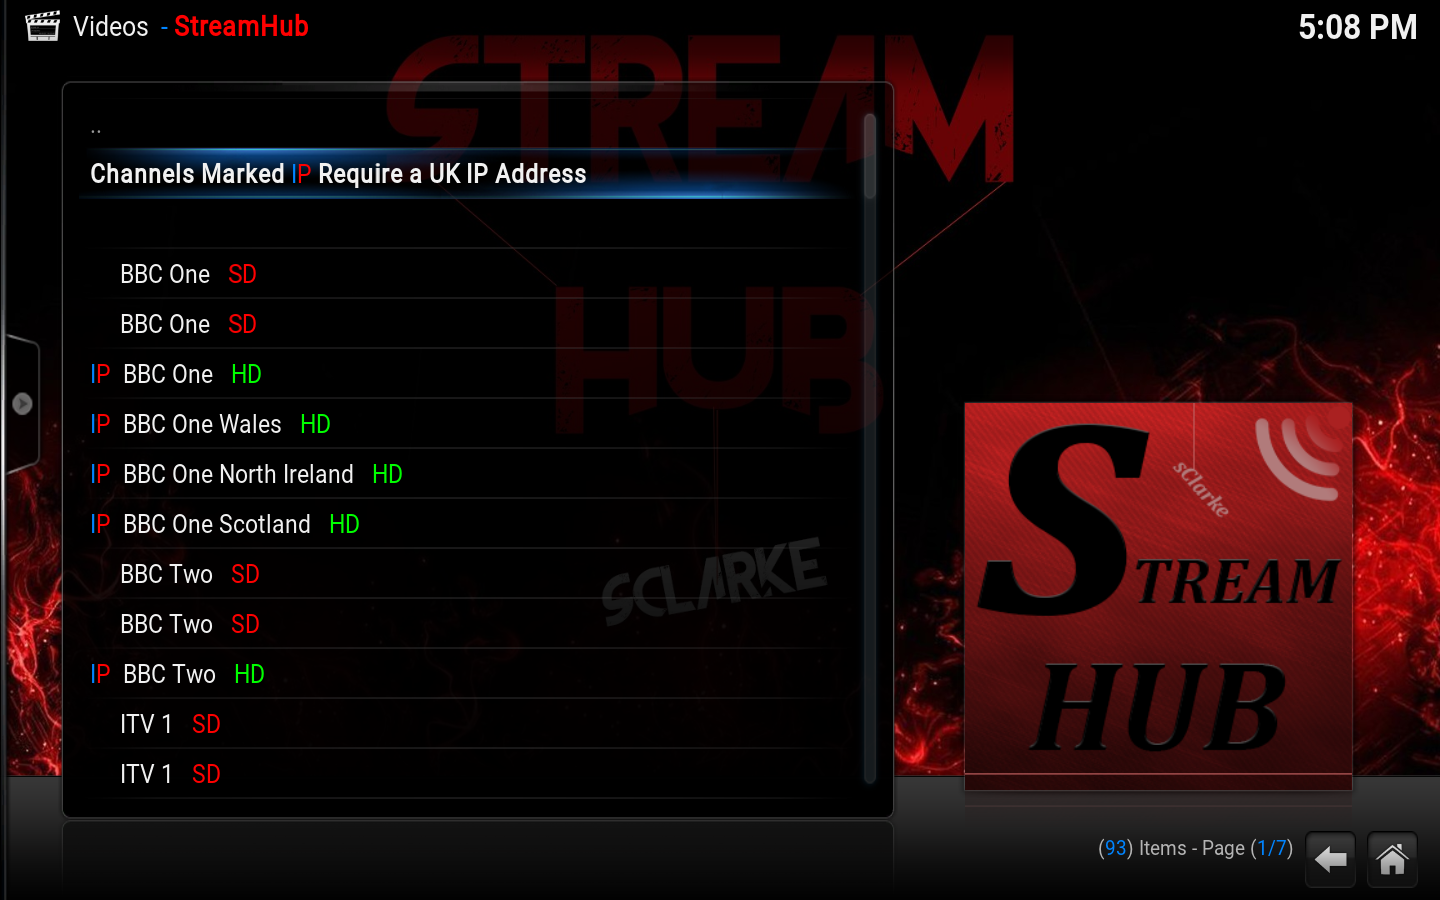 Videos - StreamHub
5:08 PM
STREAM
HUB
SCLARKE
..
Channels Marked IP Require a UK IP Address
BBC One SD
BBC One SD
IP BBC One HD
IP BBC One Wales HD
IP BBC One North Ireland HD
IP BBC One Scotland HD
BBC Two SD
BBC Two SD
IP BBC Two HD
ITV 1 SD
ITV 1 SD
sClarke
STREAM
HUB
(93) Items - Page (1/7)